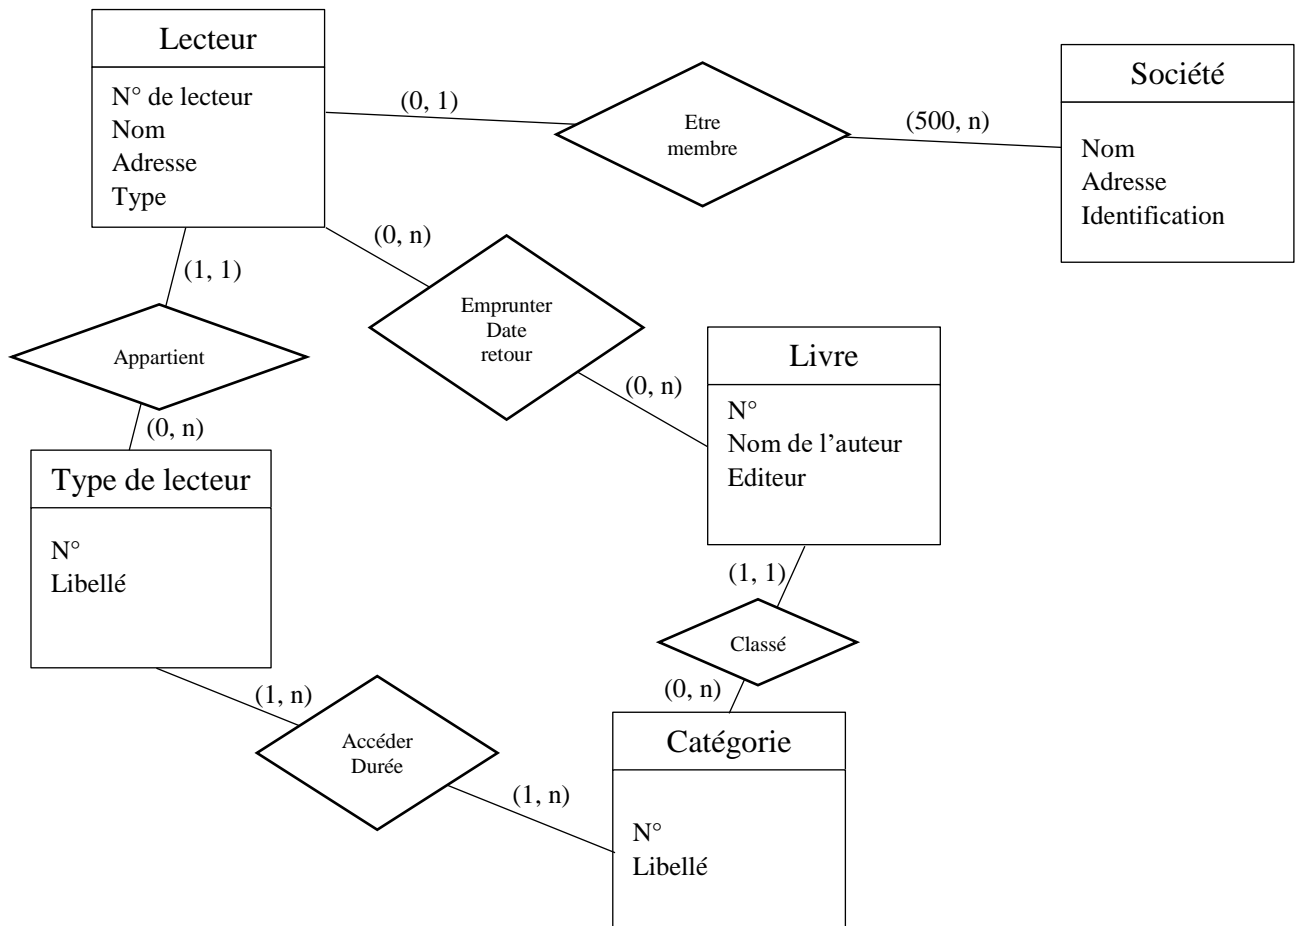 Lecteur
N° de lecteur
Nom
Adresse
Type
(0, 1)
Etre
membre
(500, n)
Société
Nom
Adresse
Identification
(1, 1)
(0, n)
Emprunter
Date
retour
Appartient
(0, n)
(0, n)
Livre
N°
Nom de l’auteur
Editeur
Type de lecteur
N°
Libellé
(1, 1)
Classé
(0, n)
(1, n)
Accéder
Durée
(1, n)
Catégorie
N°
Libellé